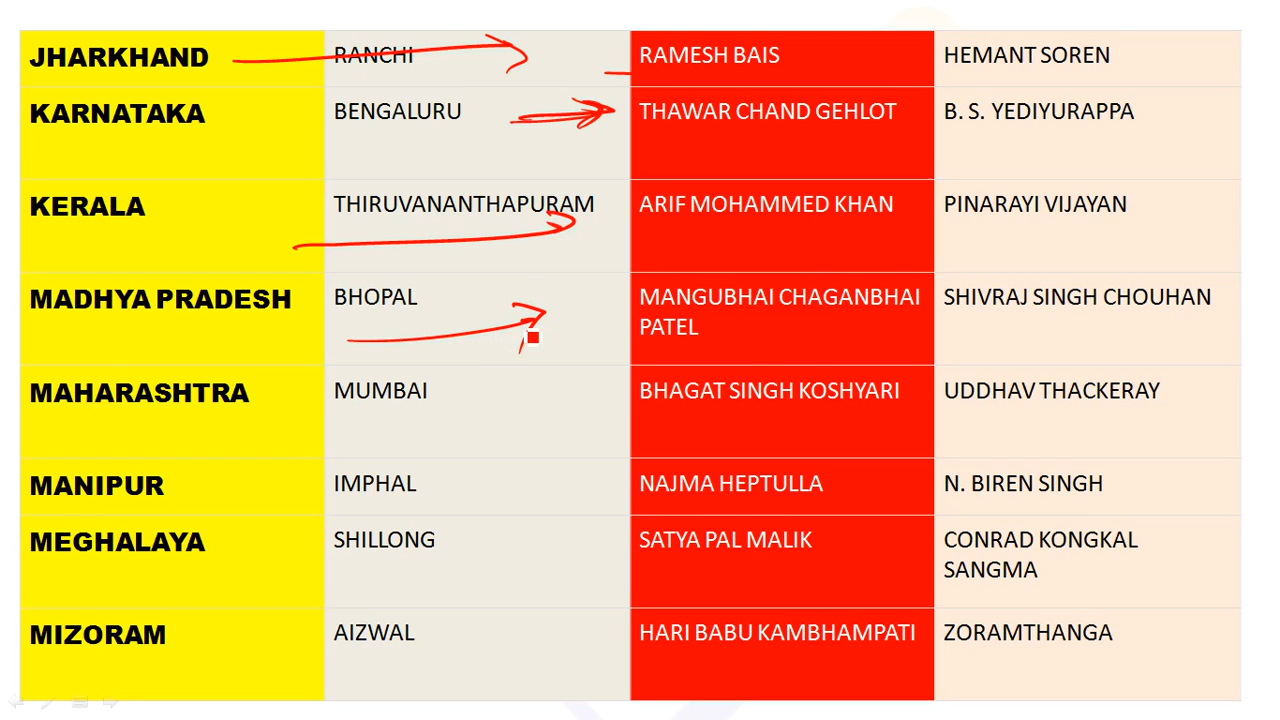 JHARKHAND RANCHI RAMESH BAIS HEMANT SOREN
KARNATAKA BENGALURU THAWAR CHAND GEHLOT B. S. YEDIYURAPPA
KERALA THIRUVANANTHAPURAM ARIF MOHAMMED KHAN PINARAYI VIJAYAN
MADHYA PRADESH BHOPAL MANGUBHAI CHAGANBHAI SHIVRAJ SINGH CHOUHAN
PATEL
MAHARASHTRA MUMBAI BHAGAT SINGH KOSHYARI UDDHAV THACKERAY
MANIPUR IMPHAL NAJMA HEPTULLA N. BIREN SINGH
MEGHALAYA SHILLONG SATYA PAL MALIK CONRAD KONGKAL
SANGMA
MIZORAM AIZWAL HARI BABU KAMBHAMPATI ZORAMTHANGA